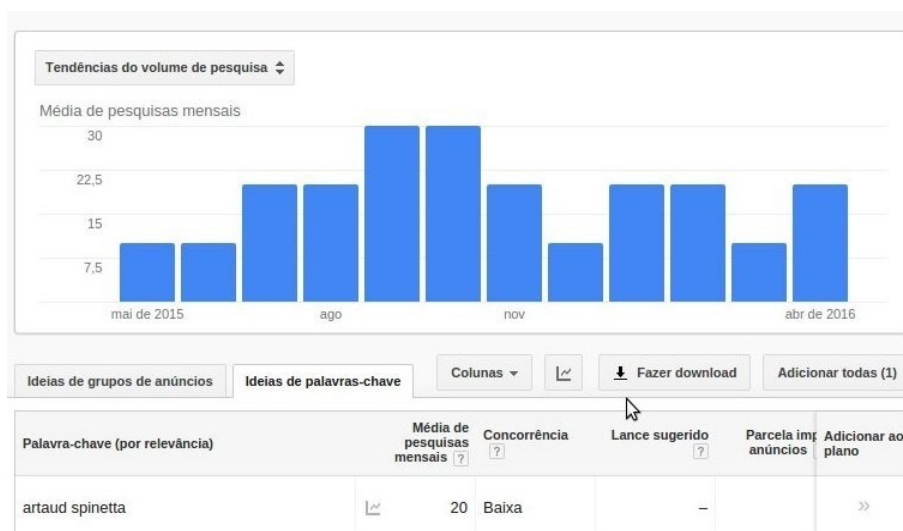 Tendências do volume de pesquisa
Média de pesquisas mensais
30
22,5
15
7,5
mai de 2015 ago nov abr de 2016
Ideias de grupos de anúncios Ideias de palavras-chave Colunas Fazer download Adicionar todas (1)
Palavra-chave (por relevância)
Média de
pesquisas
mensais ?
Concorrência
?
Lance sugerido
?
Parcela imp
anúncios
Adicionar ao
plano
artaud spinetta 20 Baixa –